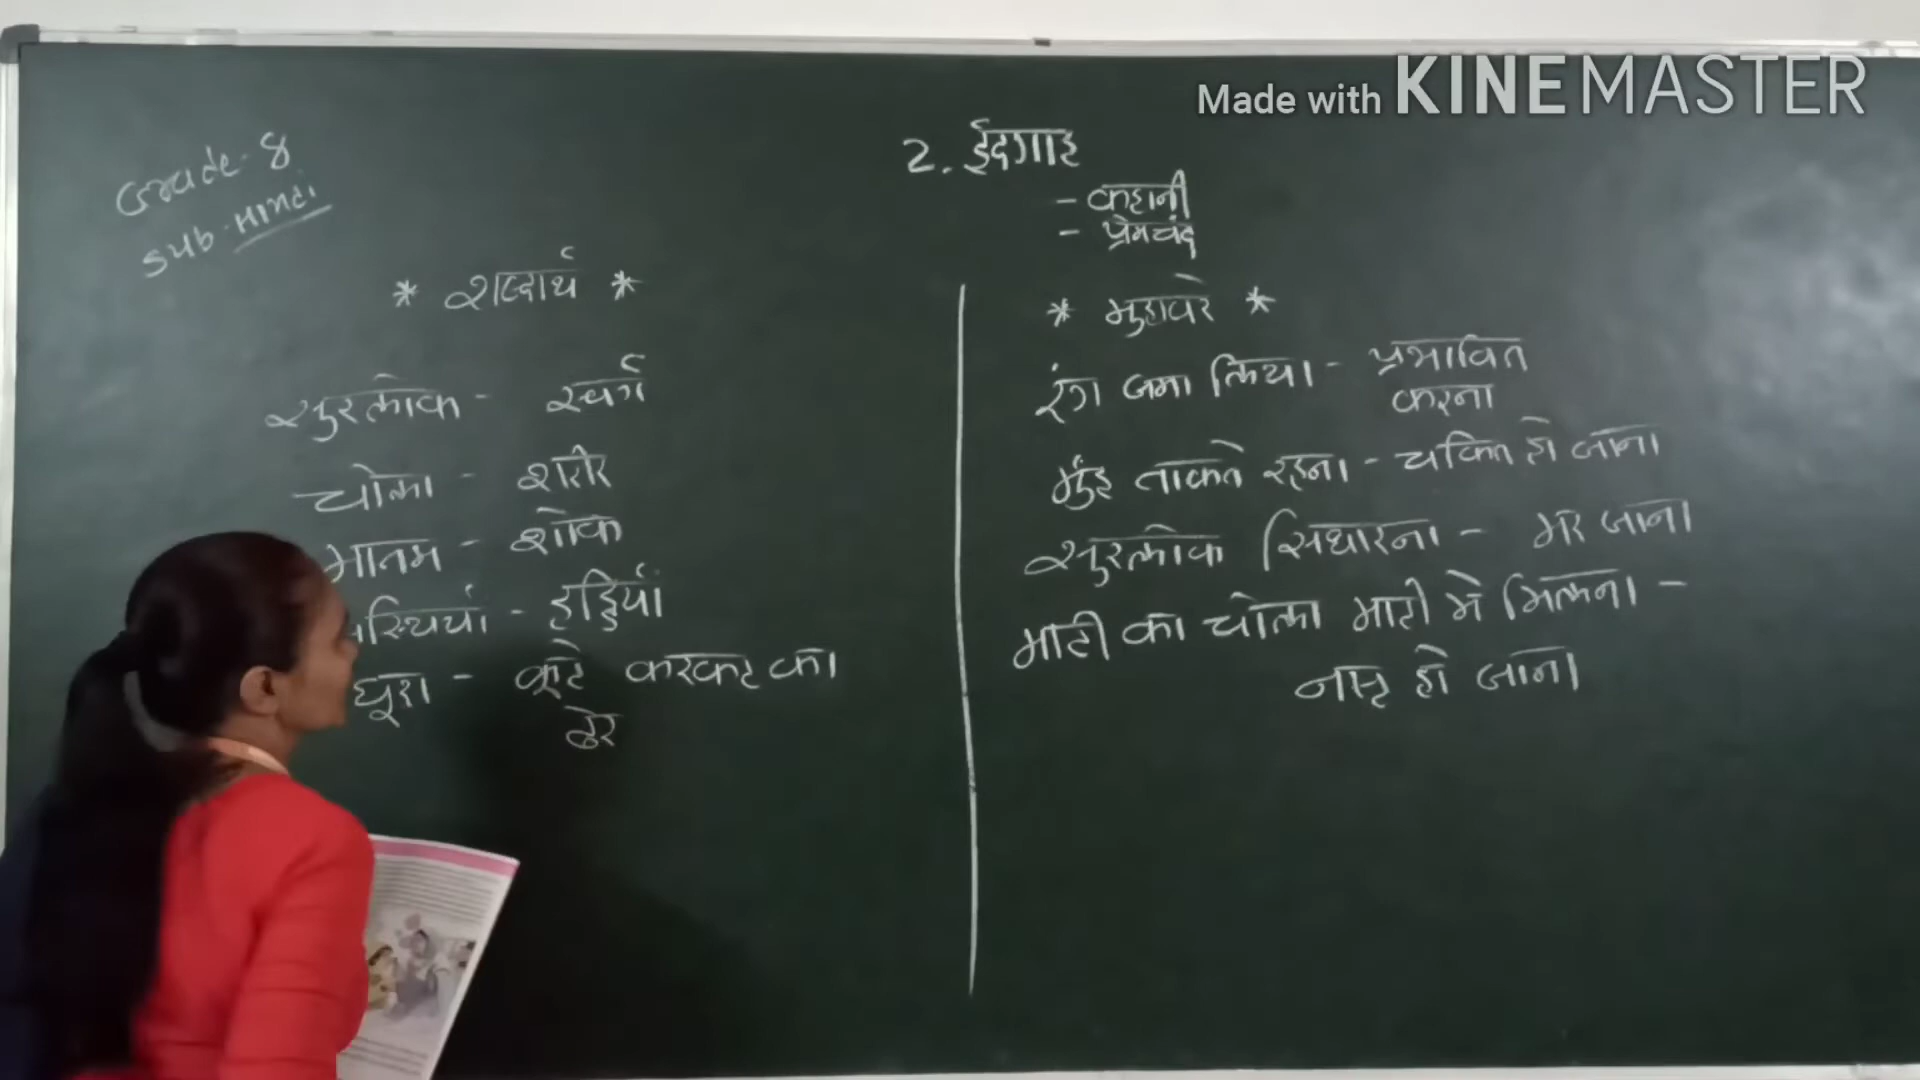 Made with KINEMASTER
Grade-8
Sub-Hindi
2. ईदगाह
- कहानी
- प्रेमचंद
* शब्दार्थ *
सुरलोक - स्वर्ग
चोला - शरीर
मातम - शोक
स्थियां - हड्डियां
घूरा - कूटे करकट का
ढेर
* मुहावरे *
रंग जमा लिया - प्रभावित
करना
मुंह ताकते रहना - चकित हो जाना
सुरलोक सिधारना - मर जाना
माटी का चोला माटी में मिलना -
नष्ट हो जाना